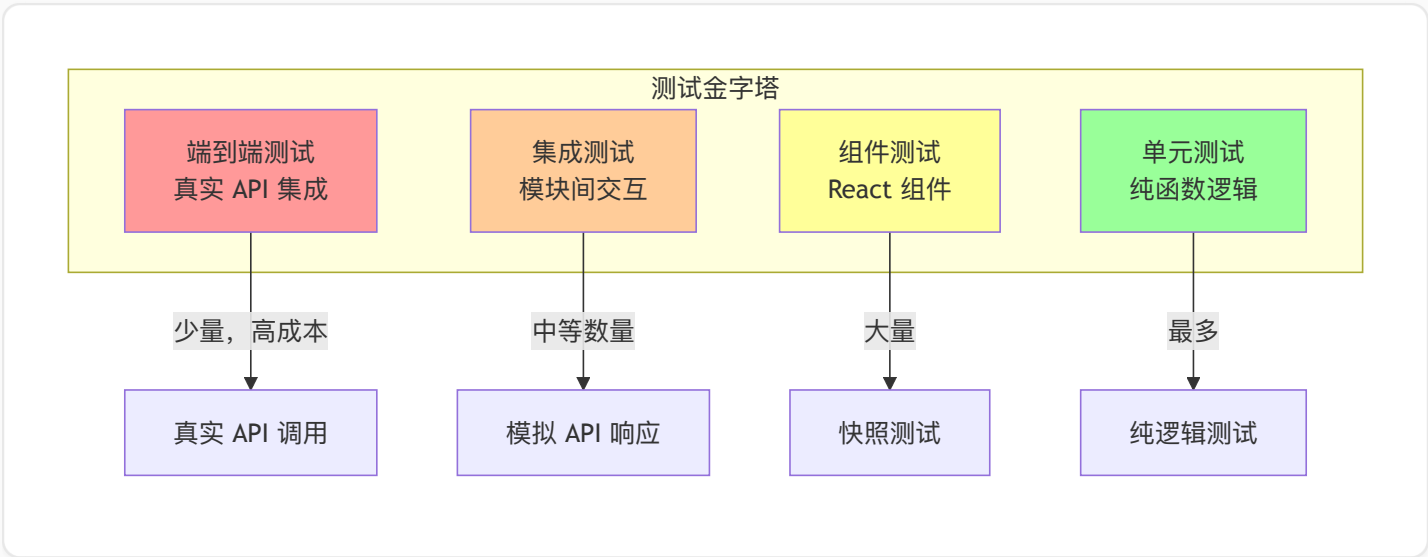 测试金字塔
端到端测试
真实 API 集成
集成测试
模块间交互
组件测试
React 组件
单元测试
纯函数逻辑
少量，高成本
中等数量
大量
最多
真实 API 调用
模拟 API 响应
快照测试
纯逻辑测试